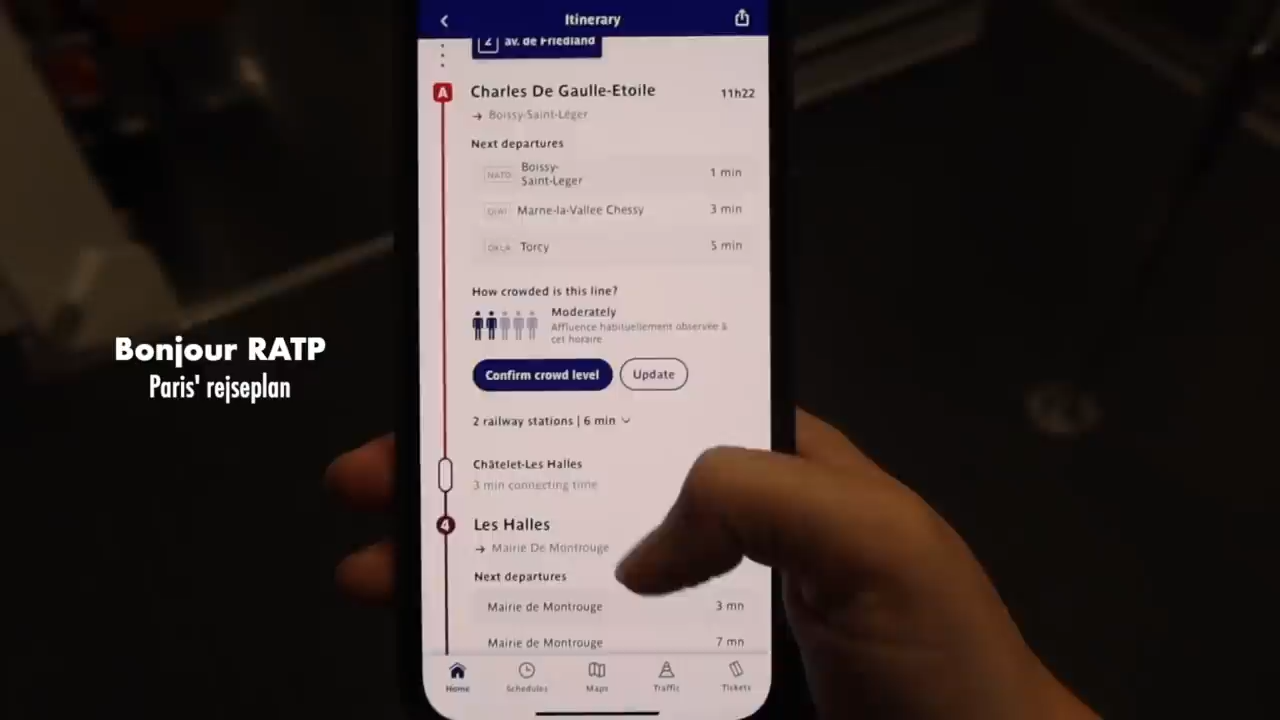 Itinerary
2 av. de Friedland
A Charles De Gaulle-Etoile 11h22
→ Boissy-Saint-Léger
Next departures
NATO Boissy-
Saint-Leger 1 min
Marne-la-Vallee Chessy 3 min
Torcy 5 min
How crowded is this line?
Moderately
Affluence habituellement observée à
cet horaire
Confirm crowd level Update
2 railway stations | 6 min
Châtelet-Les Halles
3 min connecting time
4 Les Halles
→ Mairie De Montrouge
Next departures
Mairie de Montrouge 3 mn
Mairie de Montrouge 7 mn
Home Schedules Maps Traffic Tickets
Bonjour RATP
Paris' rejseplan